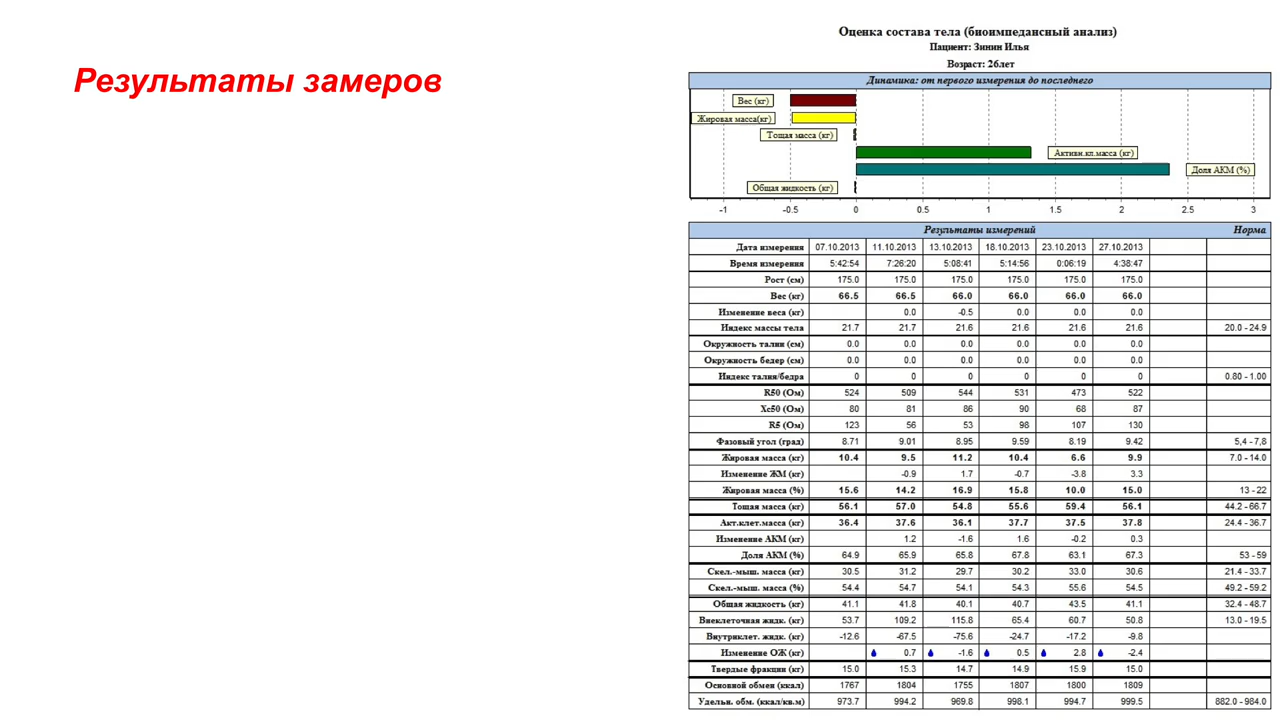 Результаты замеров
Оценка состава тела (биоимпедансный анализ)
Пациент: Зинин Илья
Возраст: 26лет
Динамика: от первого измерения до последнего
Вес (кг)
Жировая масса(кг)
Тощая масса (кг)
Активн.кл.масса (кг)
Доля АКМ (%)
Общая жидкость (кг)
-1 -0.5 0 0.5 1 1.5 2 2.5 3
Результаты измерений Норма
Дата измерения 07.10.2013 11.10.2013 13.10.2013 18.10.2013 23.10.2013 27.10.2013
Время измерения 5:42:54 7:26:20 5:08:41 5:14:56 0:06:19 4:38:47
Рост (см) 175.0 175.0 175.0 175.0 175.0 175.0
Вес (кг) 66.5 66.5 66.0 66.0 66.0 66.0
Изменение веса (кг) 0.0 -0.5 0.0 0.0 0.0
Индекс массы тела 21.7 21.7 21.6 21.6 21.6 21.6 20.0 - 24.9
Окружность талии (см) 0.0 0.0 0.0 0.0 0.0 0.0
Окружность бедер (см) 0.0 0.0 0.0 0.0 0.0 0.0
Индекс талия/бедра 0 0 0 0 0 0 0.80 - 1.00
R50 (Ом) 524 509 544 531 473 522
Xc50 (Ом) 80 81 86 90 68 87
R5 (Ом) 123 56 53 98 107 130
Фазовый угол (град) 8.71 9.01 8.95 9.59 8.19 9.42 5,4 - 7,8
Жировая масса (кг) 10.4 9.5 11.2 10.4 6.6 9.9 7.0 - 14.0
Изменение ЖМ (кг) -0.9 1.7 -0.7 -3.8 3.3
Жировая масса (%) 15.6 14.2 16.9 15.8 10.0 15.0 13 - 22
Тощая масса (кг) 56.1 57.0 54.8 55.6 59.4 56.1 44.2 - 66.7
Акт.клет.масса (кг) 36.4 37.6 36.1 37.7 37.5 37.8 24.4 - 36.7
Изменение АКМ (кг) 1.2 -1.6 1.6 -0.2 0.3
Доля АКМ (%) 64.9 65.9 65.8 67.8 63.1 67.3 53 - 59
Скел.-мыш. масса (кг) 30.5 31.2 29.7 30.2 33.0 30.6 21.4 - 33.7
Скел.-мыш. масса (%) 54.4 54.7 54.1 54.3 55.6 54.5 49.2 - 59.2
Общая жидкость (кг) 41.1 41.8 40.1 40.7 43.5 41.1 32.4 - 48.7
Внеклеточная жидк. (кг) 53.7 109.2 115.8 65.4 60.7 50.8 13.0 - 19.5
Внутриклет. жидк. (кг) -12.6 -67.5 -75.6 -24.7 -17.2 -9.8
Изменение ОЖ (кг) 0.7 -1.6 0.5 2.8 -2.4
Твердые фракции (кг) 15.0 15.3 14.7 14.9 15.9 15.0
Основной обмен (ккал) 1767 1804 1755 1807 1800 1809
Удельн. обм. (ккал/кв.м) 973.7 994.2 969.8 998.1 994.7 999.5 882.0 - 984.0